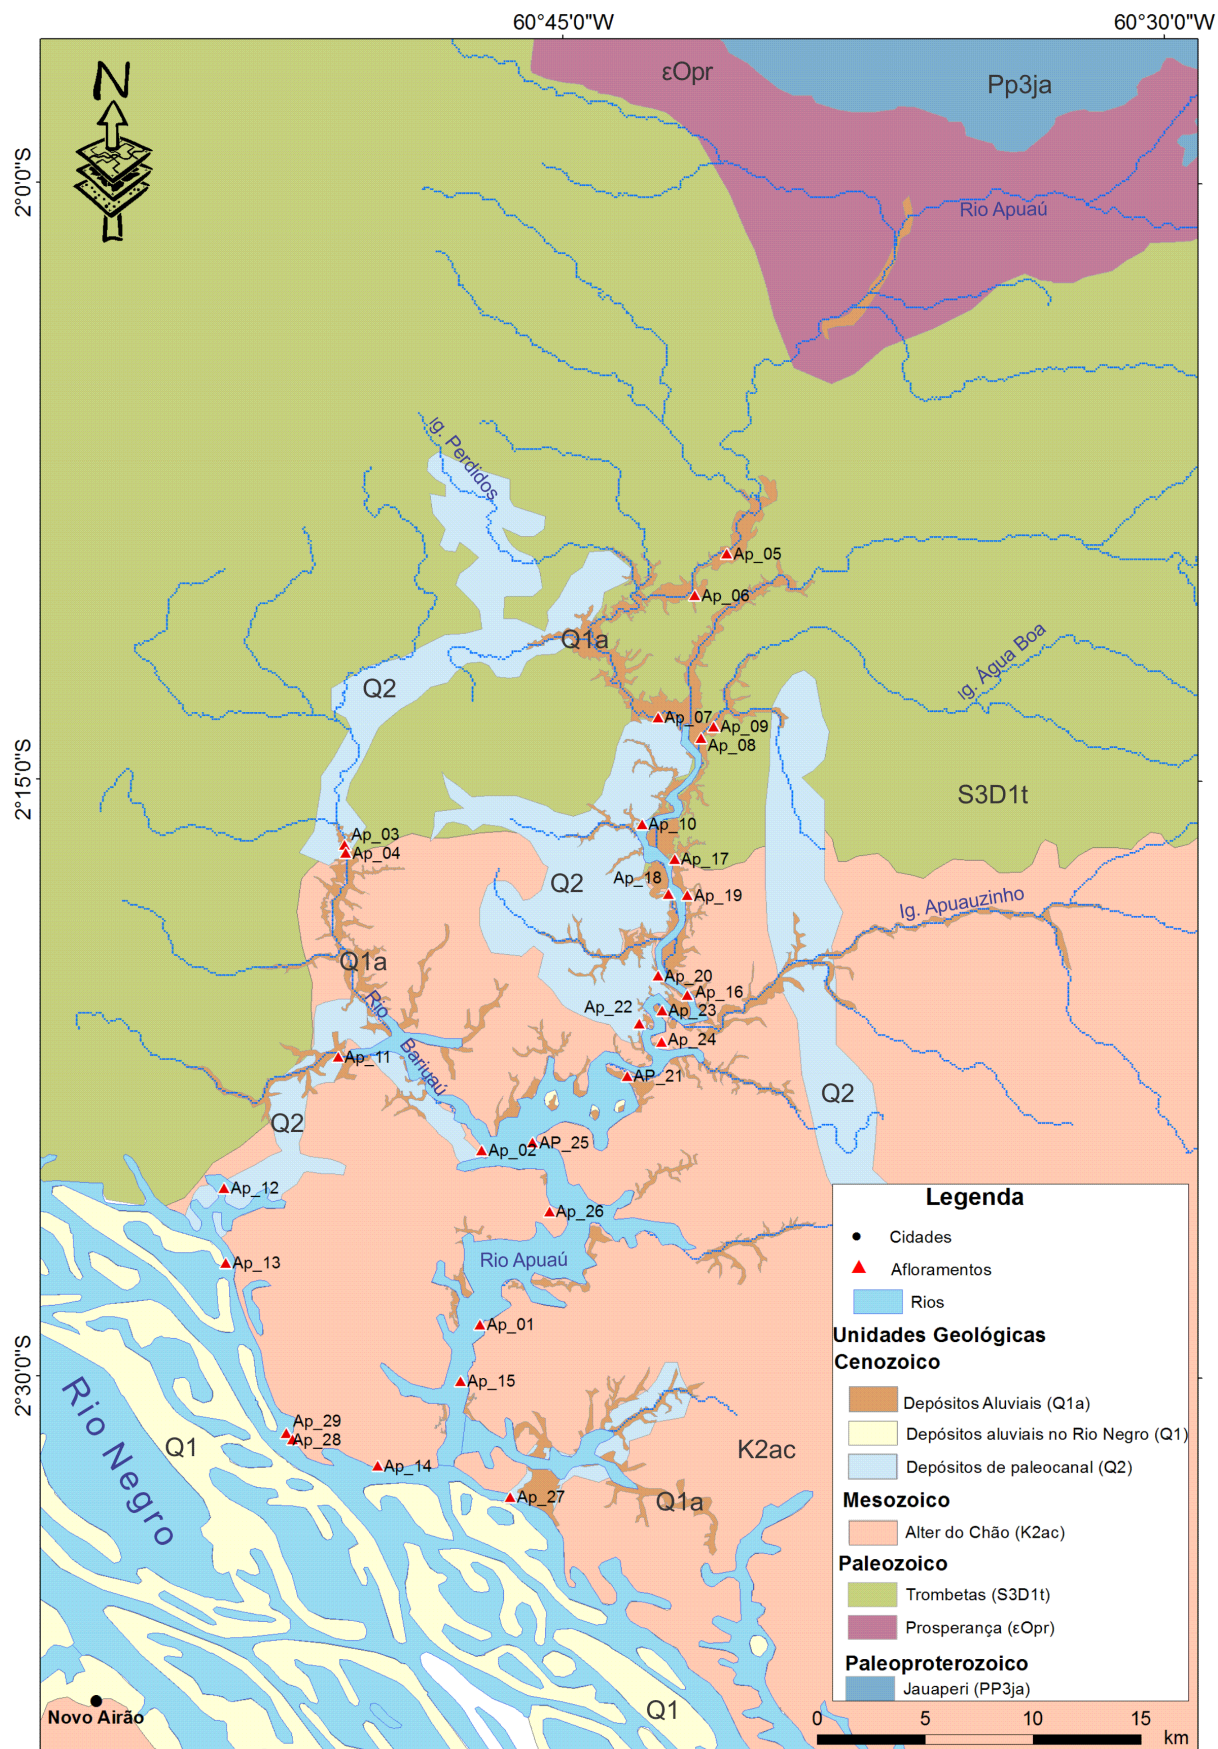 60°45'0"W
60°30'0"W
N
εOpr
Pp3ja
2°0'0"S
Rio Apuaú
Ig. Perdidos
Ap_05
Ap_06
Q1a
Ig. Água Boa
Q2
Ap_07
Ap_09
Ap_08
2°15'0"S
S3D1t
Ap_10
Ap_03
Ap_04
Ap_17
Ap_18
Q2
Ap_19
Ig. Apuauzinho
Q1a
Ap_20
Ap_16
Rio
Ap_22
Ap_23
Ap_24
Bariuaú
Ap_11
AP_21
Q2
Q2
Ap_02
AP_25
Ap_12
Ap_26
Rio Apuaú
Ap_13
Ap_01
2°30'0"S
Ap_15
Rio Negro
Ap_29
Ap_28
Q1
K2ac
Ap_14
Ap_27
Q1a
Q1
Novo Airão
Legenda
Cidades
Afloramentos
Rios
Unidades Geológicas
Cenozoico
Depósitos Aluviais (Q1a)
Depósitos aluviais no Rio Negro (Q1)
Depósitos de paleocanal (Q2)
Mesozoico
Alter do Chão (K2ac)
Paleozoico
Trombetas (S3D1t)
Prosperança (εOpr)
Paleoproterozoico
Jauaperi (PP3ja)
0 5 10 15
km